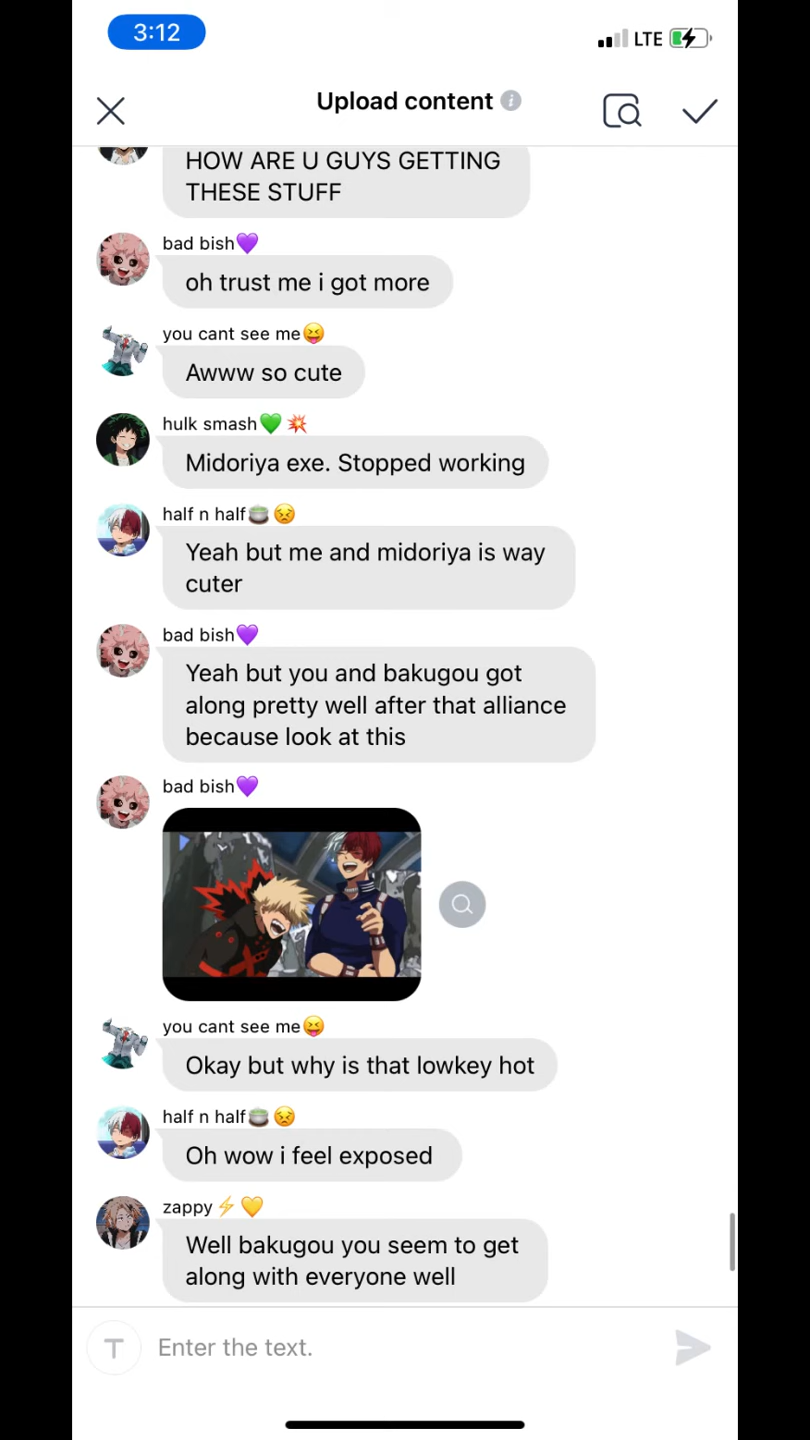 3:12
LTE
Upload content
HOW ARE U GUYS GETTING
THESE STUFF
bad bish💜
oh trust me i got more
you cant see me😝
Awww so cute
hulk smash💚💥
Midoriya exe. Stopped working
half n half🍵😣
Yeah but me and midoriya is way
cuter
bad bish💜
Yeah but you and bakugou got
along pretty well after that alliance
because look at this
bad bish💜
you cant see me😝
Okay but why is that lowkey hot
half n half🍵😣
Oh wow i feel exposed
zappy⚡💛
Well bakugou you seem to get
along with everyone well
T
Enter the text.